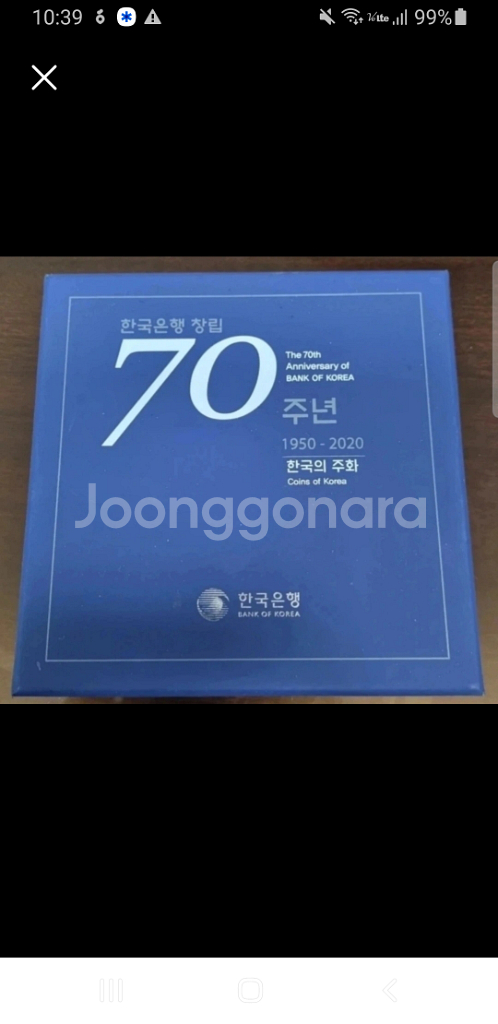 10:39
99%
한국은행 창립
70
The 70th
Anniversary of
BANK OF KOREA
주년
1950 - 2020
한국의 주화
Coins of Korea
Joonggonara
한국은행
BANK OF KOREA